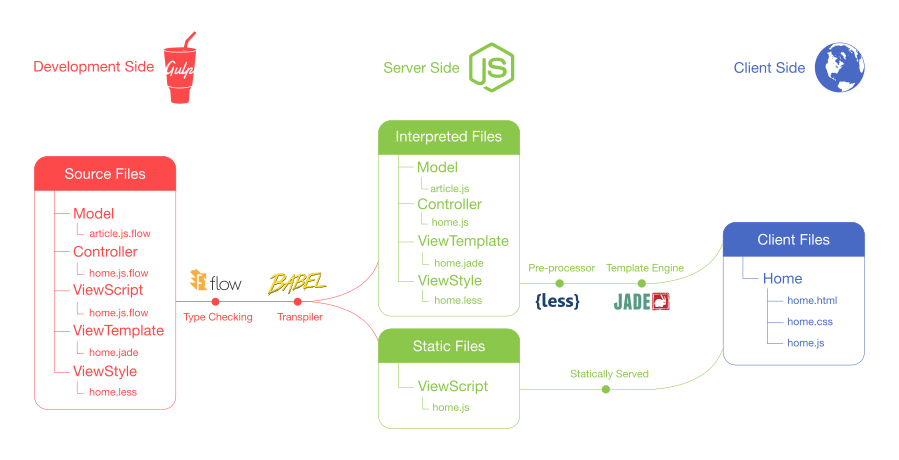 Development Side
Gulp
Server Side
JS
Client Side
Source Files
Model
article.js.flow
Controller
home.js.flow
ViewScript
home.js.flow
ViewTemplate
home.jade
ViewStyle
home.less
flow
Type Checking
BABEL
Transpiler
Interpreted Files
Model
article.js
Controller
home.js
ViewTemplate
home.jade
ViewStyle
home.less
Static Files
ViewScript
home.js
Pre-processor
{less}
Template Engine
JADE
Statically Served
Client Files
Home
home.html
home.css
home.js